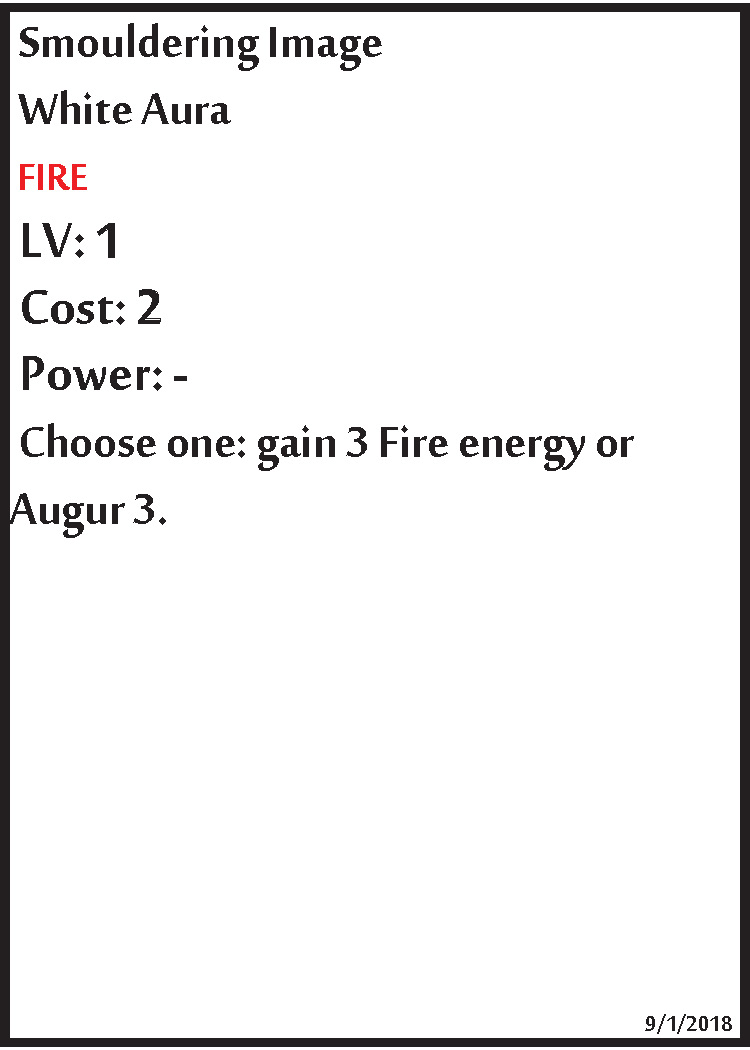 Smouldering Image
White Aura
FIRE
LV: 1
Cost: 2
Power: -
Choose one: gain 3 Fire energy or
Augur 3.
9/1/2018